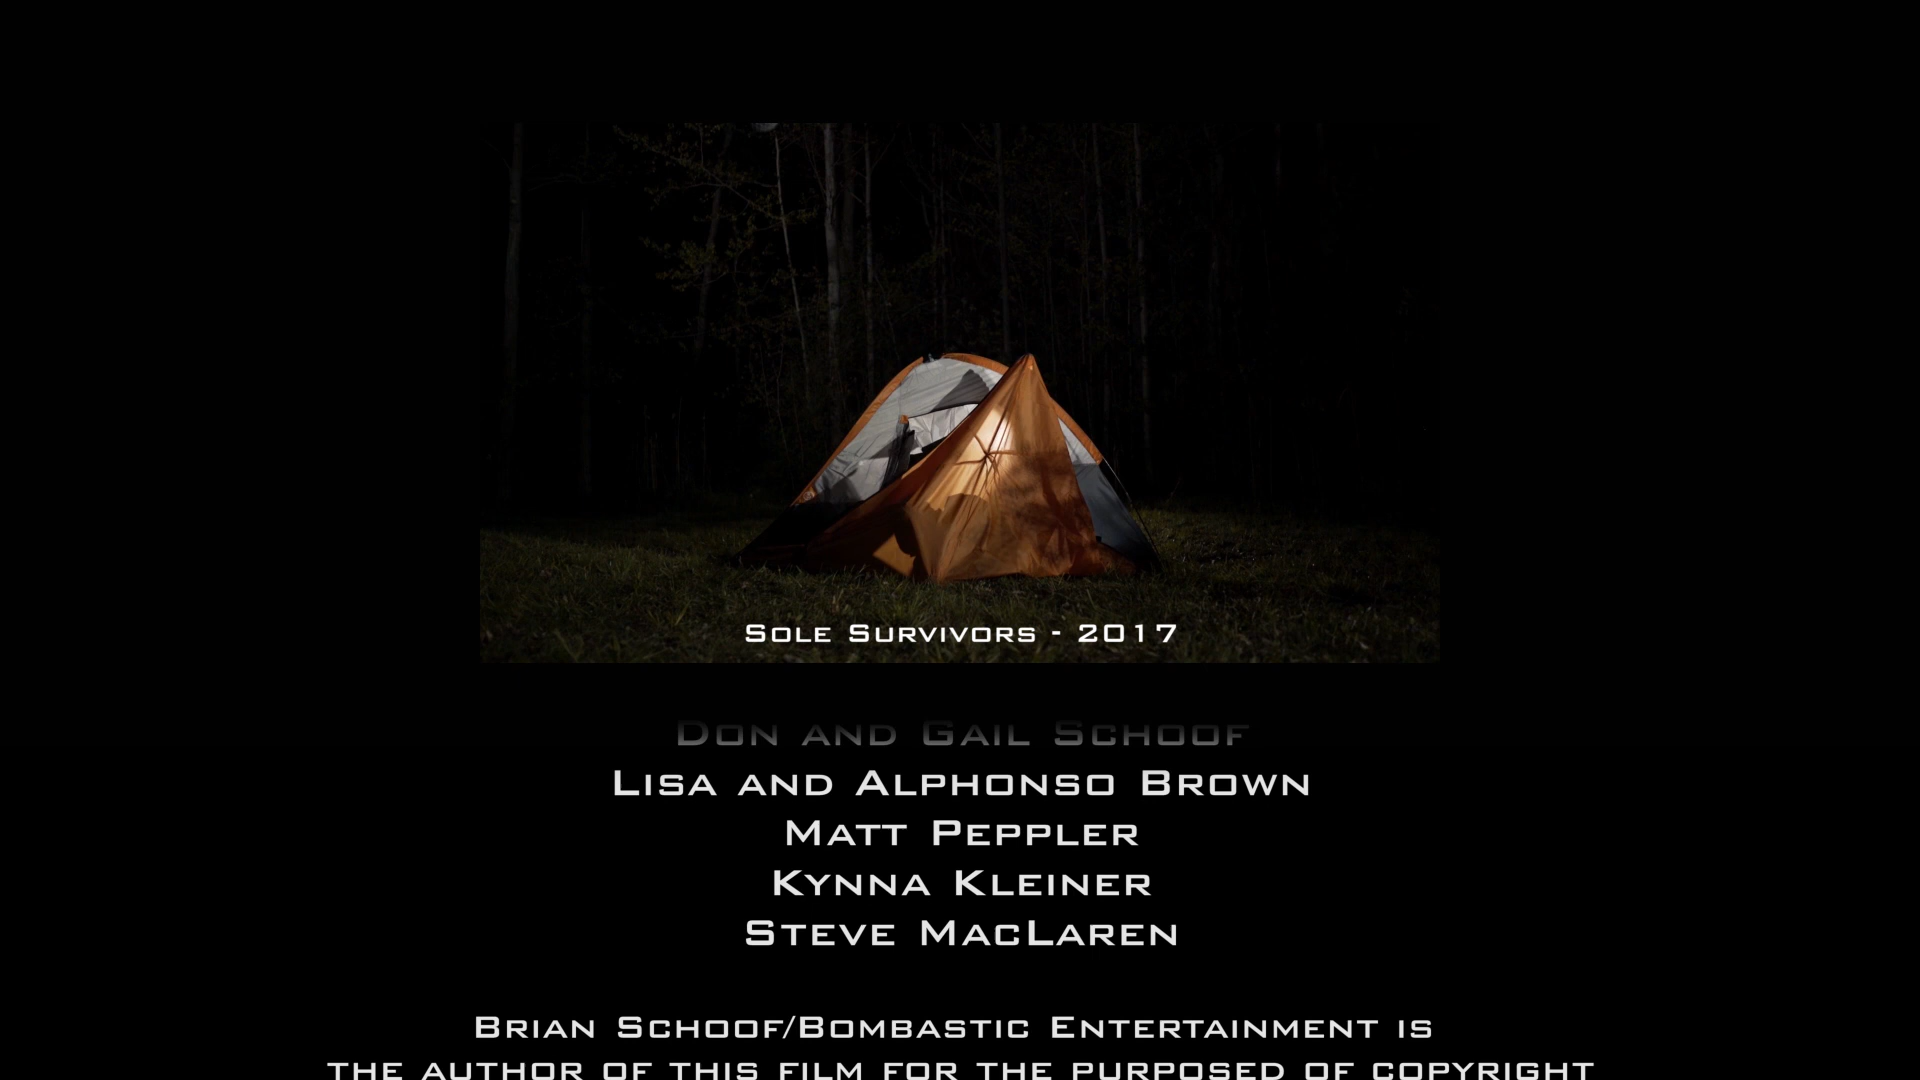 Sole Survivors - 2017
Don and Gail Schoof
Lisa and Alphonso Brown
Matt Peppler
Kynna Kleiner
Steve MacLaren
Brian Schoof/Bombastic Entertainment is
the author of this film for the purposed of copyright